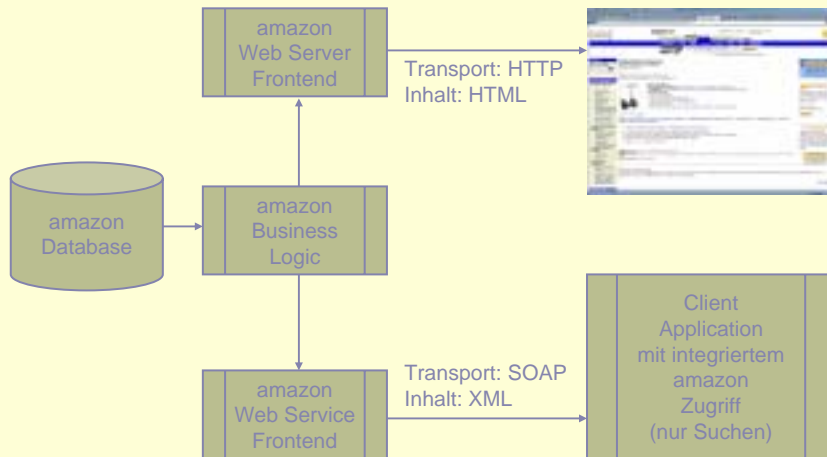 amazon
Web Server
Frontend
Transport: HTTP
Inhalt: HTML
amazon
Database
amazon
Business
Logic
amazon
Web Service
Frontend
Transport: SOAP
Inhalt: XML
Client
Application
mit integriertem
amazon
Zugriff
(nur Suchen)